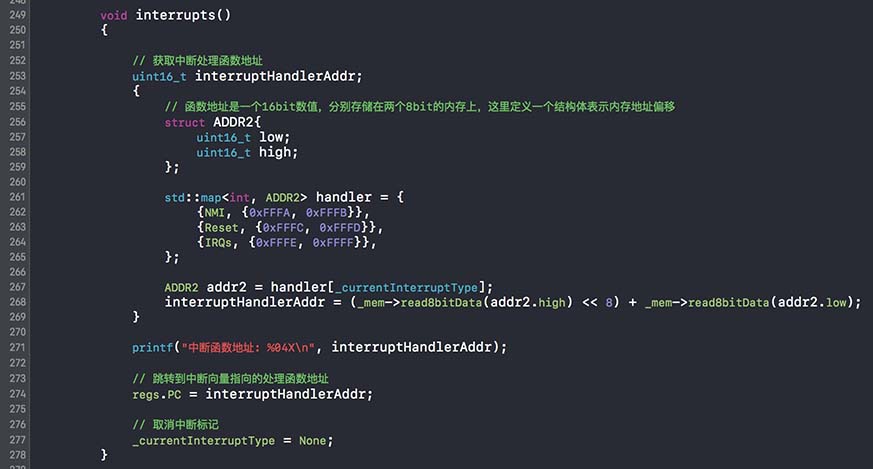 249 void interrupts()
250 {
251
252 // 获取中断处理函数地址
253 uint16_t interruptHandlerAddr;
254 {
255 // 函数地址是一个16bit数值，分别存储在两个8bit的内存上，这里定义一个结构体表示内存地址偏移
256 struct ADDR2{
257 uint16_t low;
258 uint16_t high;
259 };
260
261 std::map<int, ADDR2> handler = {
262 {NMI, {0xFFFA, 0xFFFB}},
263 {Reset, {0xFFFC, 0xFFFD}},
264 {IRQs, {0xFFFE, 0xFFFF}},
265 };
266
267 ADDR2 addr2 = handler[_currentInterruptType];
268 interruptHandlerAddr = (_mem->read8bitData(addr2.high) << 8) + _mem->read8bitData(addr2.low);
269 }
270
271 printf("中断函数地址: %04X\n", interruptHandlerAddr);
272
273 // 跳转到中断向量指向的处理函数地址
274 regs.PC = interruptHandlerAddr;
275
276 // 取消中断标记
277 _currentInterruptType = None;
278 }